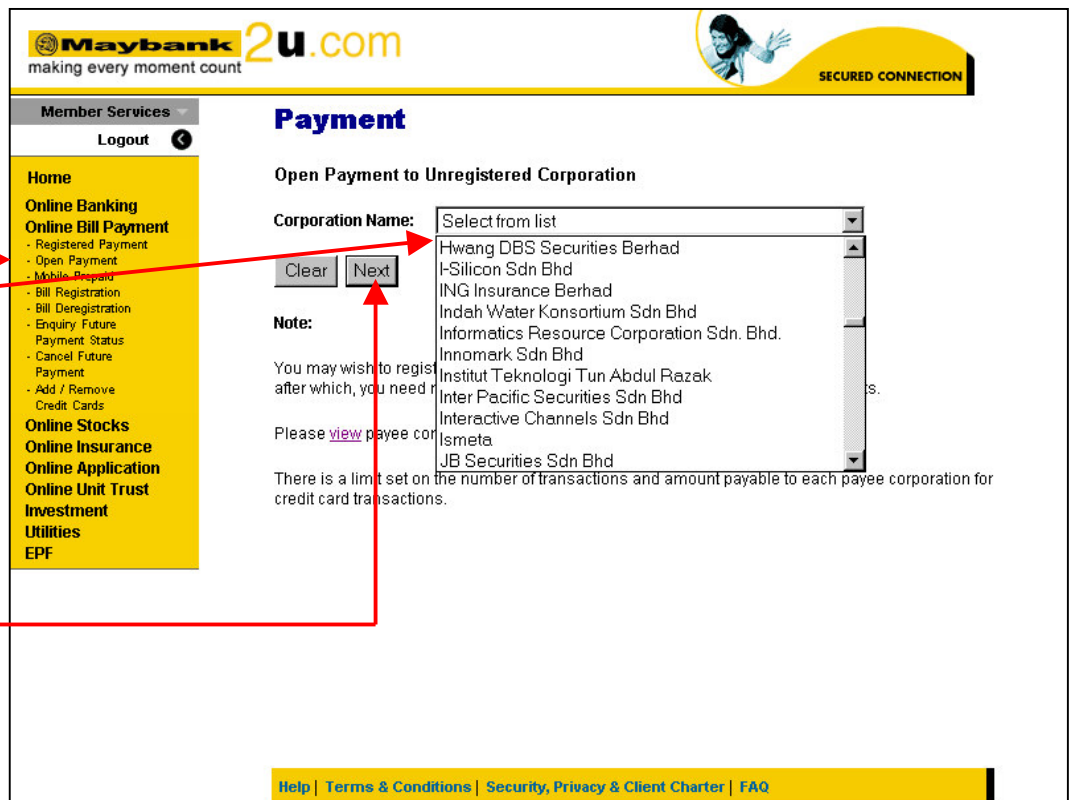 Maybank 2u.com
making every moment count
SECURED CONNECTION
Member Services
Logout
Home
Online Banking
Online Bill Payment
- Registered Payment
- Open Payment
- Mobile Prepaid
- Bill Registration
- Bill Deregistration
- Enquiry Future
Payment Status
- Cancel Future
Payment
- Add / Remove
Credit Cards
Online Stocks
Online Insurance
Online Application
Online Unit Trust
Investment
Utilities
EPF
Payment
Open Payment to Unregistered Corporation
Corporation Name: Select from list
Hwang DBS Securities Berhad
I-Silicon Sdn Bhd
ING Insurance Berhad
Indah Water Konsortium Sdn Bhd
Informatics Resource Corporation Sdn. Bhd.
Innomark Sdn Bhd
Institut Teknologi Tun Abdul Razak
Inter Pacific Securities Sdn Bhd
Interactive Channels Sdn Bhd
Ismeta
JB Securities Sdn Bhd
Clear Next
Note:
You may wish to regist
after which, you need
Please view payee cor
There is a limit set on the number of transactions and amount payable to each payee corporation for
credit card transactions.
Help | Terms & Conditions | Security, Privacy & Client Charter | FAQ